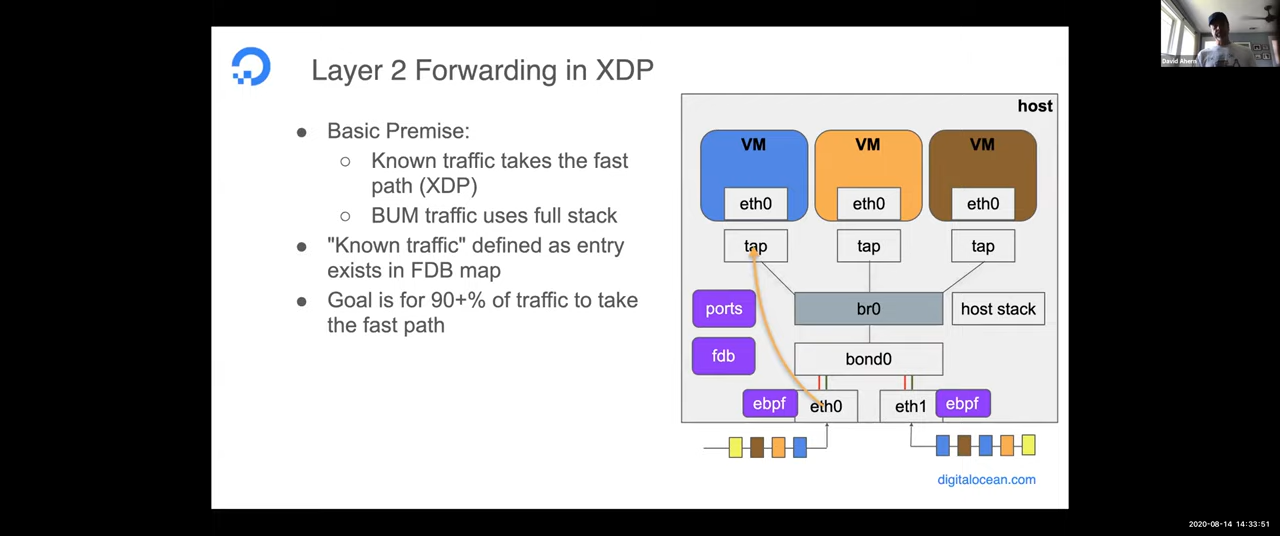 Layer 2 Forwarding in XDP
● Basic Premise:
○ Known traffic takes the fast
path (XDP)
○ BUM traffic uses full stack
● "Known traffic" defined as entry
exists in FDB map
● Goal is for 90+% of traffic to take
the fast path
host
VM VM VM
eth0 eth0 eth0
tap tap tap
ports br0 host stack
fdb bond0
ebpf eth0 eth1 ebpf
digitalocean.com
David Ahern
2020-08-14 14:33:51